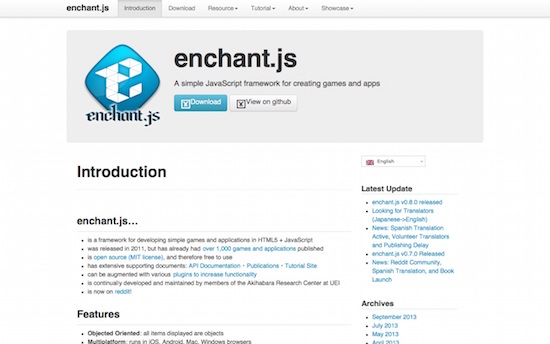 enchant.js Introduction Download Resource Tutorial About Showcase
enchant.js
enchant.js
A simple JavaScript framework for creating games and apps
Download View on github
Introduction
English
enchant.js…
is a framework for developing simple games and applications in HTML5 + JavaScript
was released in 2011, but has already had over 1,000 games and applications published
is open source (MIT license), and therefore free to use
has extensive supporting documents: API Documentation・Publications・Tutorial Site
can be augmented with various plugins to increase functionality
is continually developed and maintained by members of the Akihabara Research Center at UEI
is now on reddit!
Features
Object Oriented: all items displayed are objects
Multiplatform: runs in iOS, Android, Mac, Windows browsers
Latest Update
enchant.js v0.8.0 released
Looking for Translators
(Japanese->English)
News: Spanish Translation
Active, Volunteer Translators
and Publishing Delay
enchant.js v0.7.0 Released
News: Reddit Community,
Spanish Translation, and Book
Launch
Archives
September 2013
July 2013
May 2013
April 2013